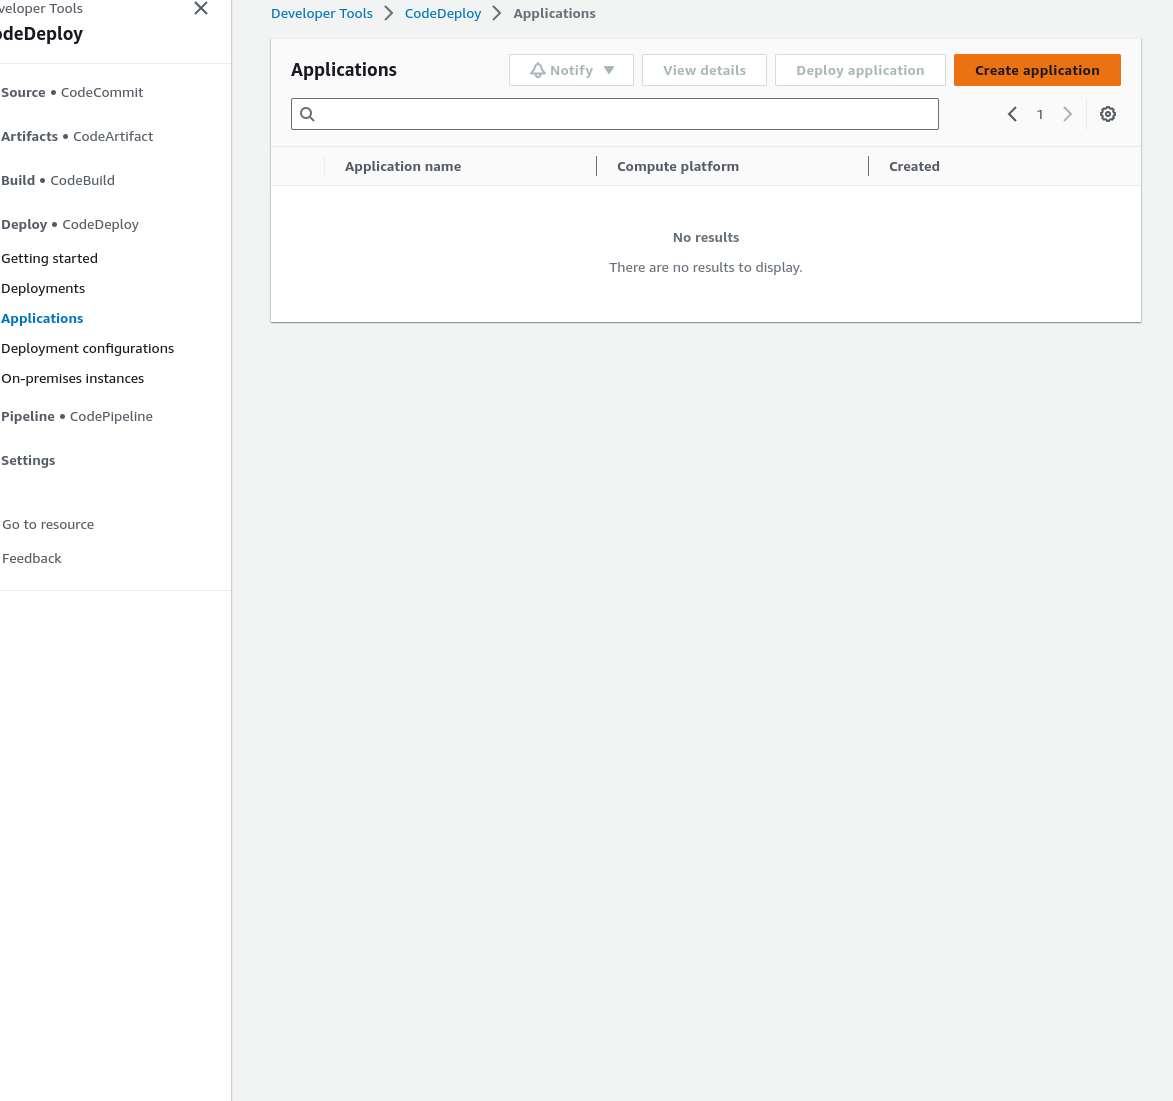 veloper Tools
odeDeploy
Source • CodeCommit
Artifacts • CodeArtifact
Build • CodeBuild
Deploy • CodeDeploy
Getting started
Deployments
Applications
Deployment configurations
On-premises instances
Pipeline • CodePipeline
Settings
Go to resource
Feedback
Developer Tools > CodeDeploy > Applications
Applications
Notify View details Deploy application Create application
1
Application name Compute platform Created
No results
There are no results to display.